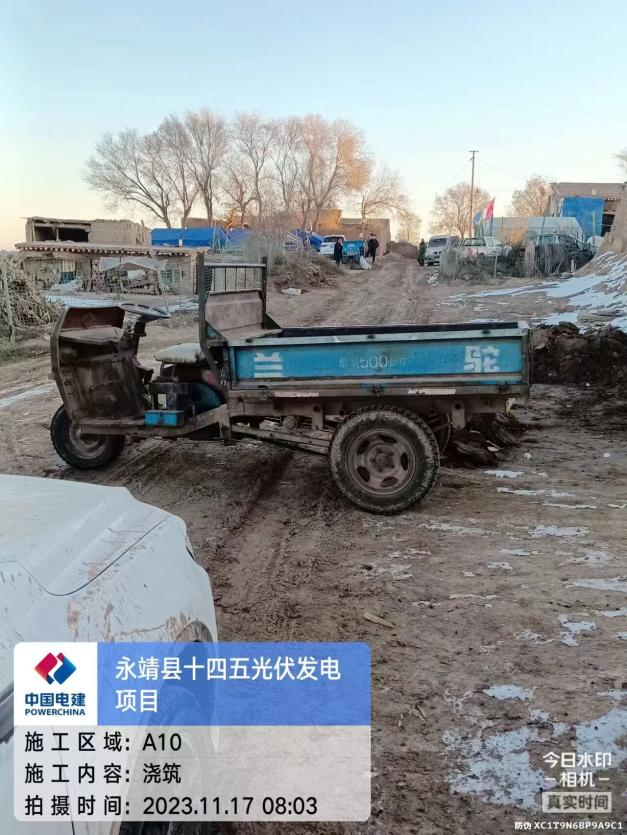 兰 500 驼
中国电建
POWERCHINA
永靖县十四五光伏发电
项目
施工区域: A10
施工内容: 浇筑
拍摄时间: 2023.11.17 08:03
今日水印
相机
真实时间
防伪 XC1T9N6BP9A9C1